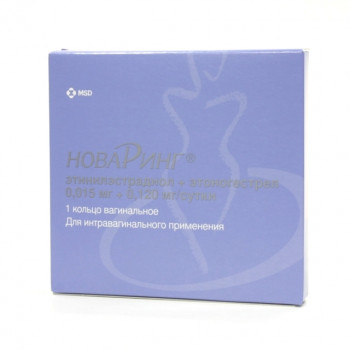 MSD
НОВАРИНГ®
этинилэстрадиол + этоногестрел
0,015 мг + 0,120 мг/сутки
1 кольцо вагинальное
Для интравагинального применения